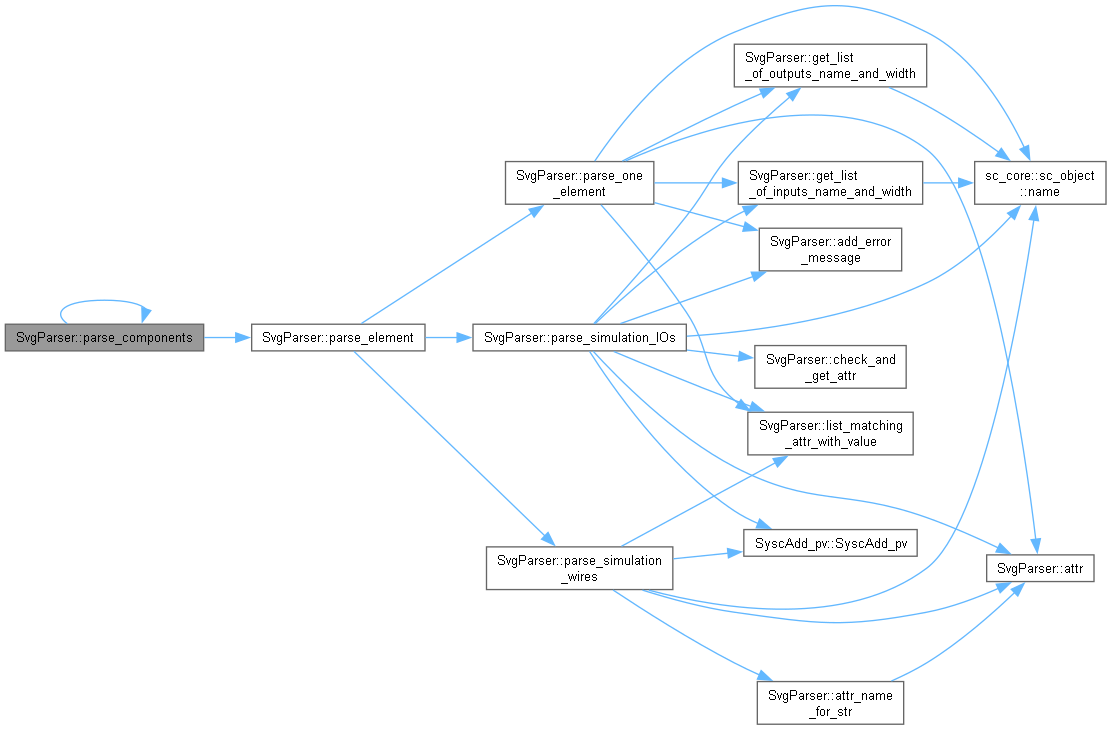 SvgParser::get_list
_of_outputs_name_and_width
SvgParser::parse_one
_element
SvgParser::get_list
_of_inputs_name_and_width
sc_core::sc_object
::name
SvgParser::add_error
_message
SvgParser::parse_components
SvgParser::parse_element
SvgParser::parse_simulation_IOs
SvgParser::check_and
_get_attr
SvgParser::list_matching
_attr_with_value
SyscAdd_pv::SyscAdd_pv
SvgParser::parse_simulation
_wires
SvgParser::attr
SvgParser::attr_name
_for_str